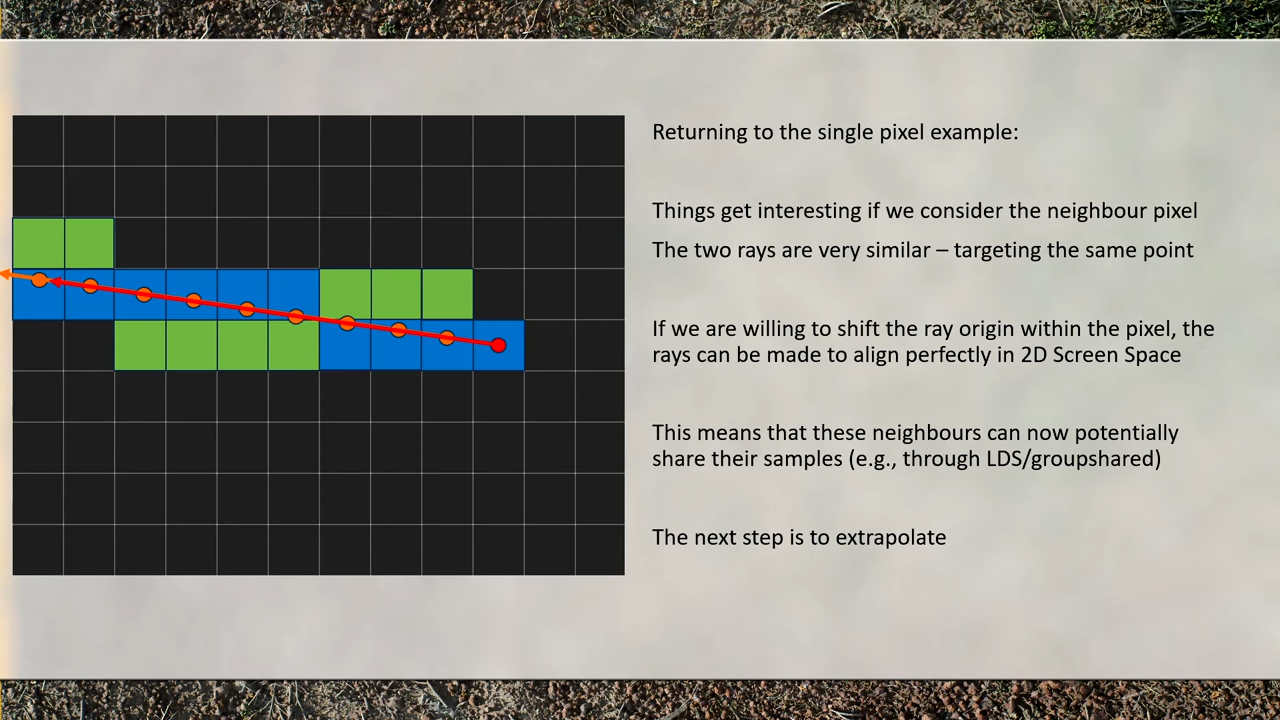 Returning to the single pixel example:
Things get interesting if we consider the neighbour pixel
The two rays are very similar – targeting the same point
If we are willing to shift the ray origin within the pixel, the
rays can be made to align perfectly in 2D Screen Space
This means that these neighbours can now potentially
share their samples (e.g., through LDS/groupshared)
The next step is to extrapolate